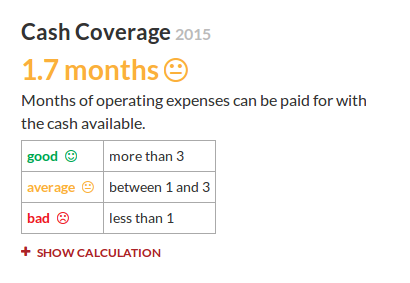 Cash Coverage 2015
1.7 months
Months of operating expenses can be paid for with
the cash available.
good more than 3
average between 1 and 3
bad less than 1
+ SHOW CALCULATION